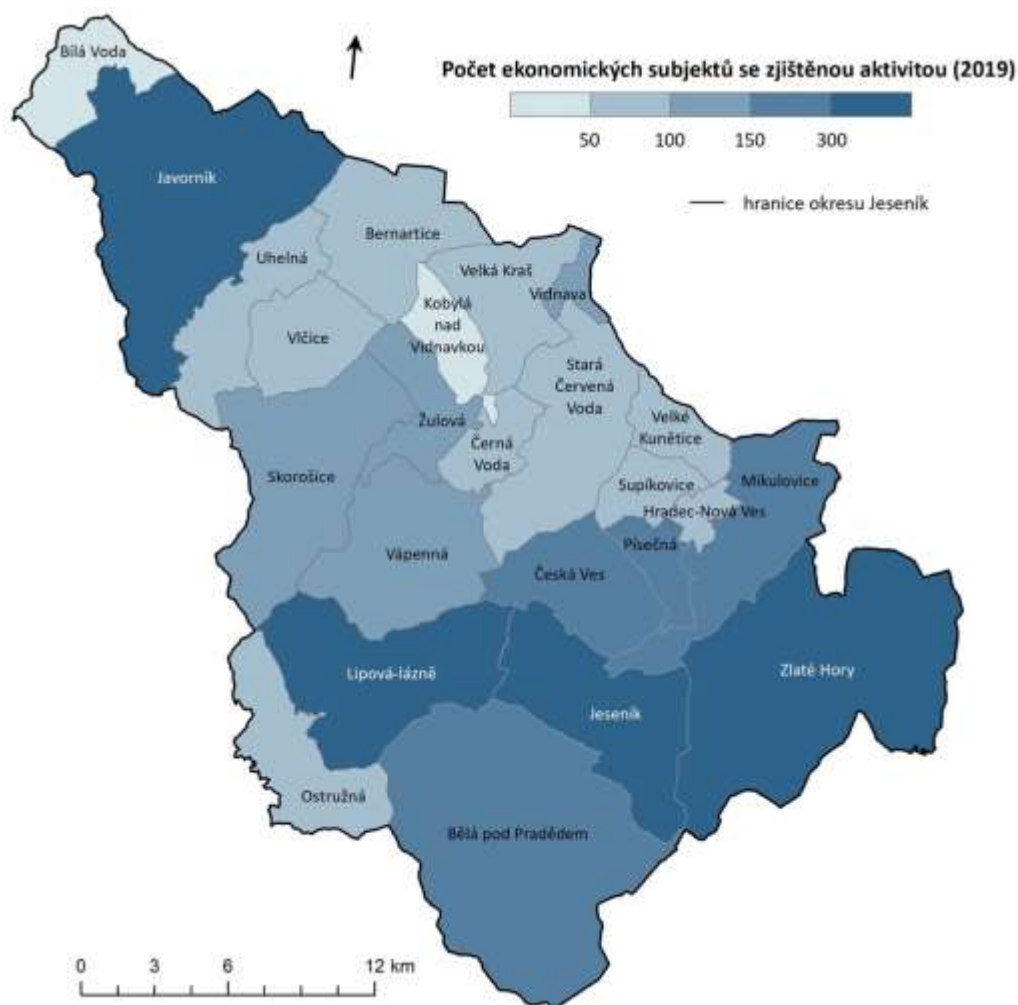 Bílá Voda
Počet ekonomických subjektů se zjištěnou aktivitou (2019)
50 100 150 300
hranice okresu Jeseník
Javorník
Bernartice
Uhelná
Velká Kraš
Vidnava
Kobylá
nad
Vidnavkou
Vlčice
Stará
Červená
Voda
Žulová
Velké
Kunětice
Černá
Voda
Skorošice
Supíkovice
Mikulovice
Hradec-Nová Ves
Písečná
Vápenná
Česká Ves
Lipová-lázně
Zlaté Hory
Jeseník
Ostružná
Bělá pod Pradědem
0 3 6 12 km